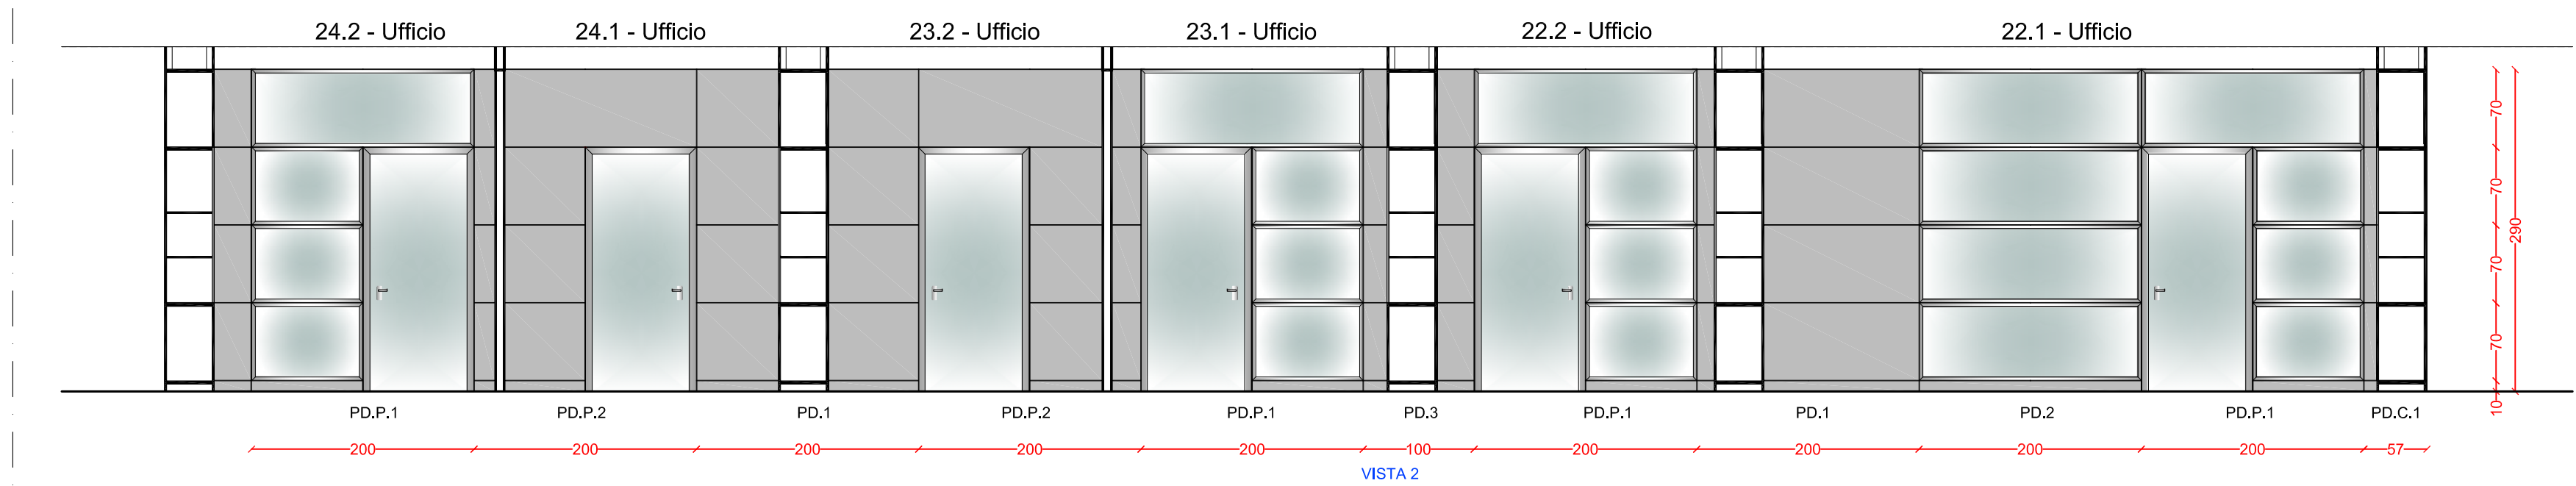 24.2 - Ufficio 24.1 - Ufficio 23.2 - Ufficio 23.1 - Ufficio 22.2 - Ufficio 22.1 - Ufficio
70
70
290
70
70
10
PD.P.1 PD.P.2 PD.1 PD.P.2 PD.P.1 PD.3 PD.P.1 PD.1 PD.2 PD.P.1 PD.C.1
200 200 200 200 200 100 200 200 200 200 57
VISTA 2